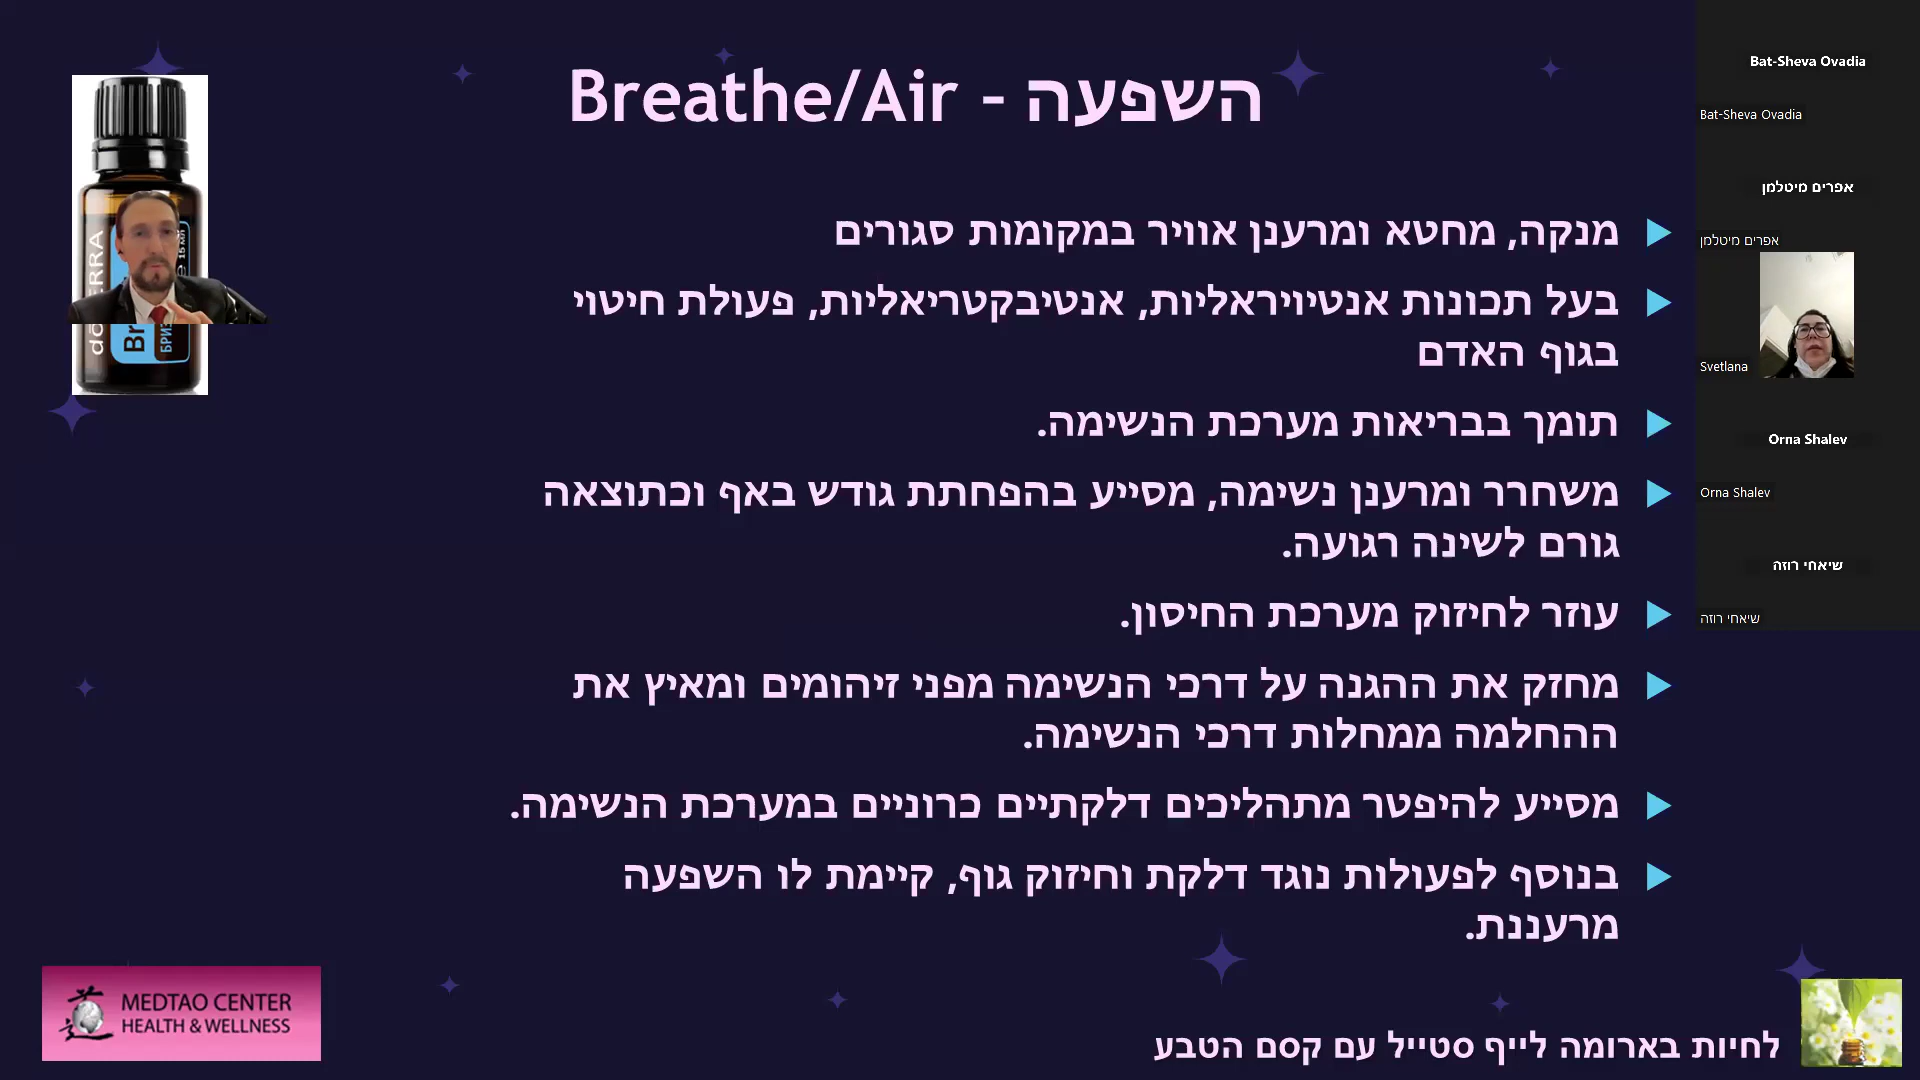 השפעה - Breathe/Air
מנקה, מחטא ומרענן אוויר במקומות סגורים
בעל תכונות אנטיויראליות, אנטיבקטריאליות, פעולת חיטוי
בגוף האדם
תומך בבריאות מערכת הנשימה.
משחרר ומרענן נשימה, מסייע בהפחתת גודש באף וכתוצאה
גורם לשינה רגועה.
עוזר לחיזוק מערכת החיסון.
מחזק את ההגנה על דרכי הנשימה מפני זיהומים ומאיץ את
ההחלמה ממחלות דרכי הנשימה.
מסייע להיפטר מתהליכים דלקתיים כרוניים במערכת הנשימה.
בנוסף לפעולות נוגד דלקת וחיזוק גוף, קיימת לו השפעה
מרעננת.
לחיות בארומה לייף סטייל עם קסם הטבע
MEDTAO CENTER
HEALTH & WELLNESS
Bat-Sheva Ovadia
Bat-Sheva Ovadia
אפרים מיטלמן
אפרים מיטלמן
Svetlana
Orna Shalev
Orna Shalev
שיאחי רוזה
שיאחי רוזה